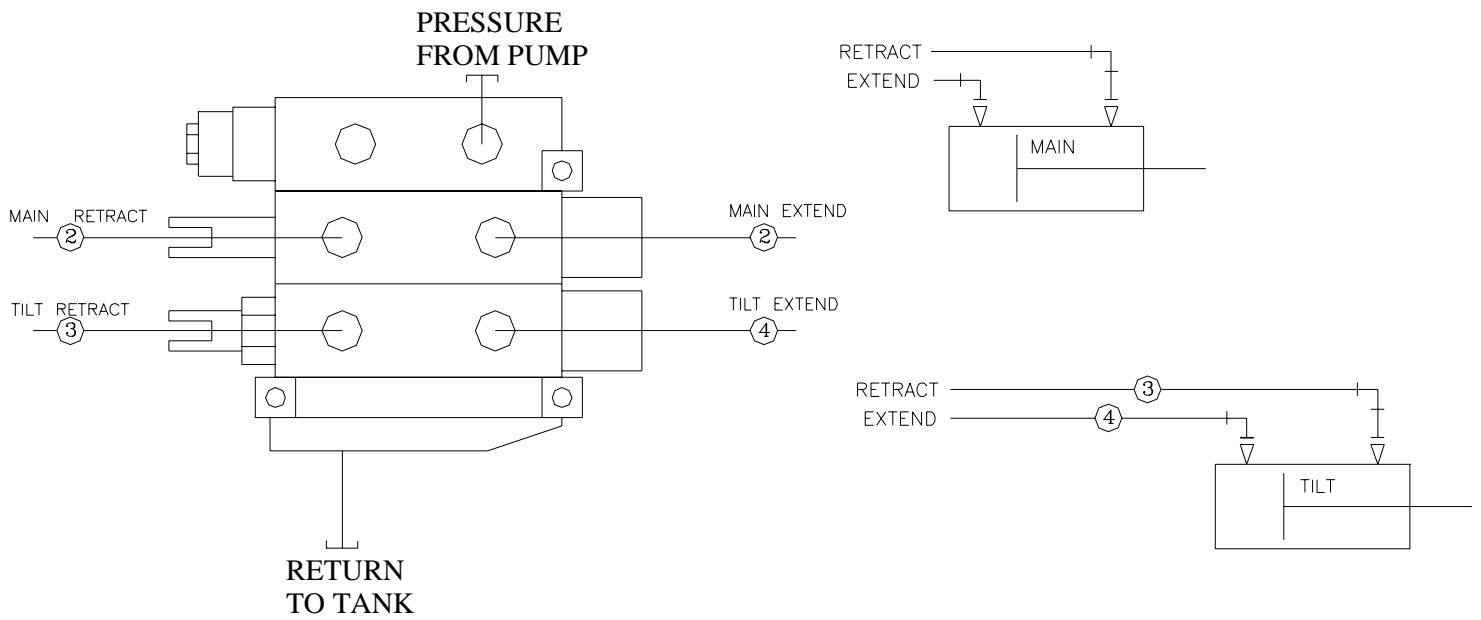 PRESSURE
FROM PUMP
RETRACT
EXTEND
MAIN
MAIN RETRACT
2
MAIN EXTEND
2
TILT RETRACT
3
TILT EXTEND
4
RETRACT
3
EXTEND
4
TILT
RETURN
TO TANK